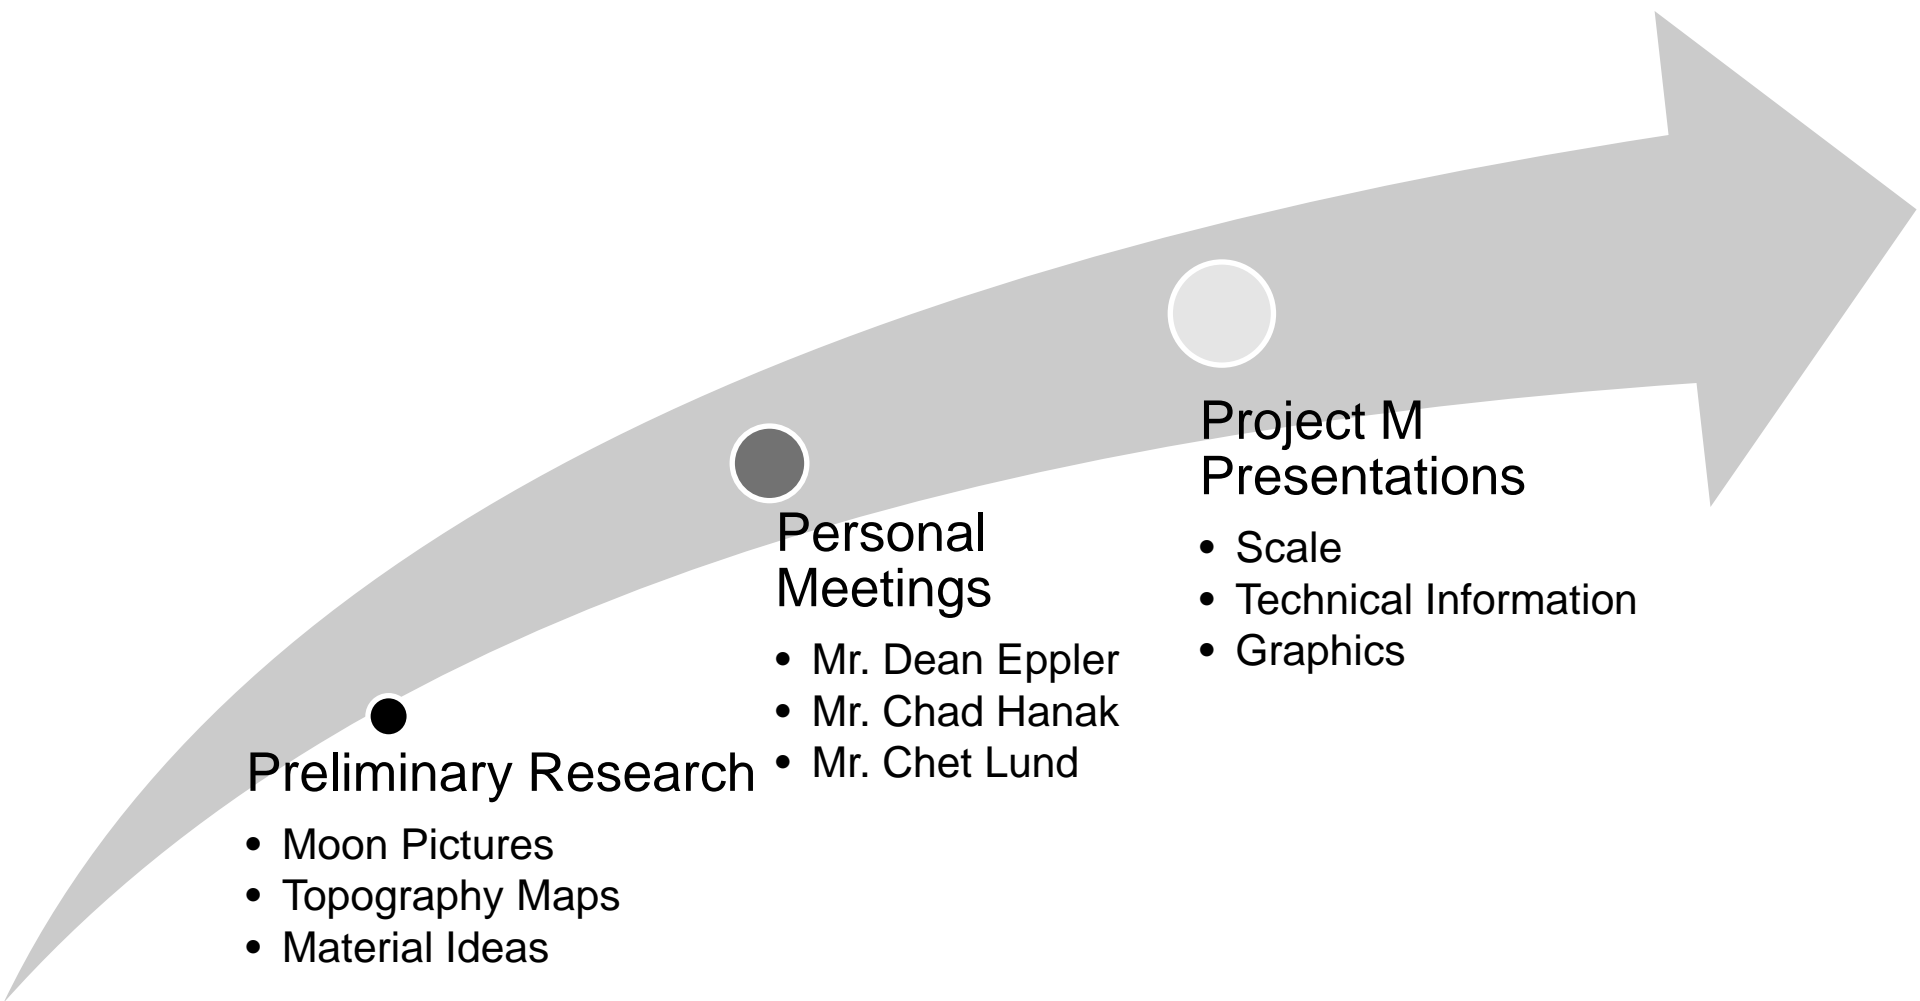 Preliminary Research
• Moon Pictures
• Topography Maps
• Material Ideas
Personal
Meetings
• Mr. Dean Eppler
• Mr. Chad Hanak
• Mr. Chet Lund
Project M
Presentations
• Scale
• Technical Information
• Graphics